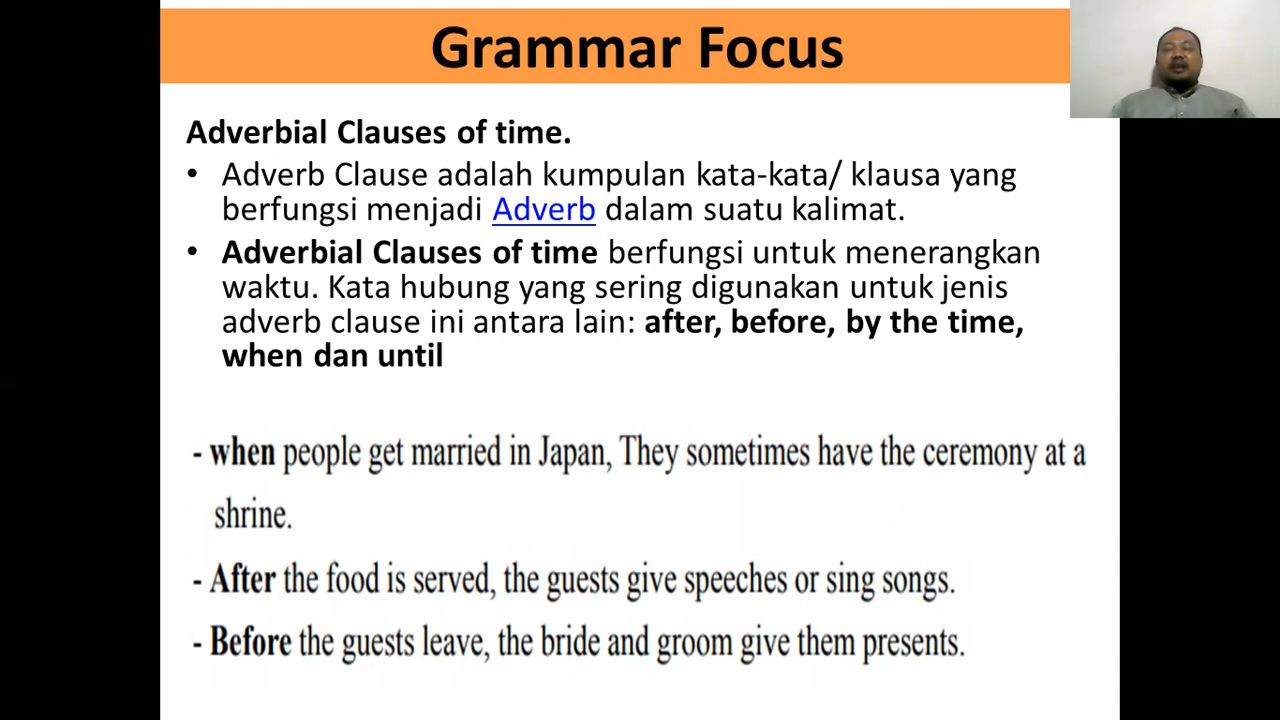 Grammar Focus
Adverbial Clauses of time.
• Adverb Clause adalah kumpulan kata-kata/ klausa yang
berfungsi menjadi Adverb dalam suatu kalimat.
• Adverbial Clauses of time berfungsi untuk menerangkan
waktu. Kata hubung yang sering digunakan untuk jenis
adverb clause ini antara lain: after, before, by the time,
when dan until
- when people get married in Japan, They sometimes have the ceremony at a
shrine.
- After the food is served, the guests give speeches or sing songs.
- Before the guests leave, the bride and groom give them presents.